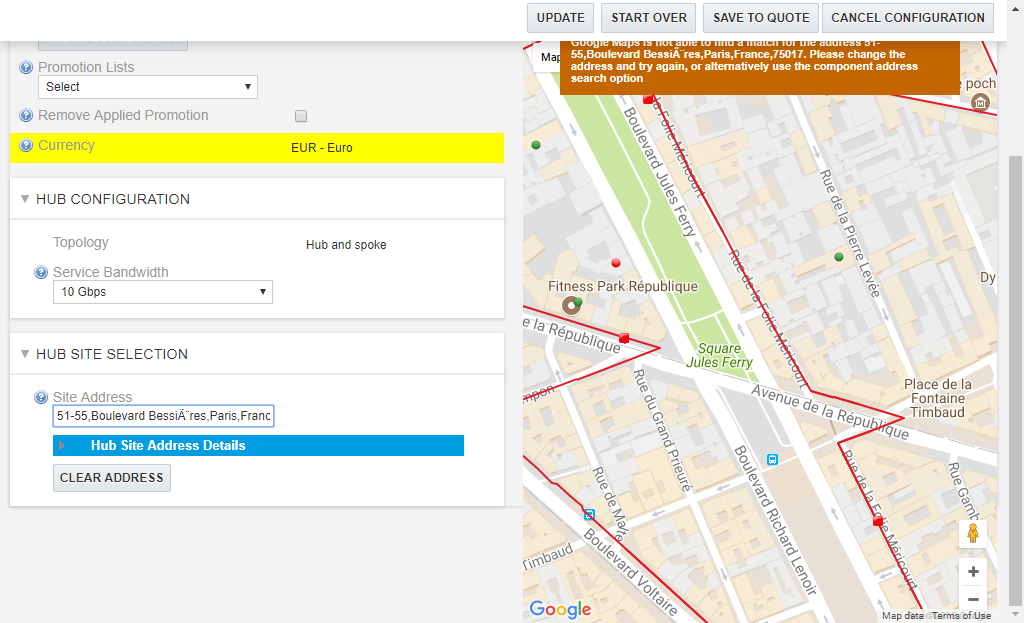 UPDATE
START OVER
SAVE TO QUOTE
CANCEL CONFIGURATION
Promotion Lists
Select
Remove Applied Promotion
Currency
EUR - Euro
HUB CONFIGURATION
Topology
Hub and spoke
Service Bandwidth
10 Gbps
HUB SITE SELECTION
Site Address
51-55,Boulevard BessiÃ¨res,Paris,Franc
Hub Site Address Details
CLEAR ADDRESS
Map
Google Maps is not able to find a match for the address 51-
55,Boulevard BessiÃ¨res,Paris,France,75017. Please change the
address and try again, or alternatively use the component address
search option
e poch
de la Folie Méricourt
Boulevard Jules Ferry
Rue de la Pierre Levée
Rue de la Folie Méricourt
Dy
Fitness Park République
e la République
Square
Jules Ferry
Place de la
Fontaine
Timbaud
Avenue de la République
mpon
Rue du Grand Prieuré
Boulevard Richard Lenoir
Rue de la Folie Méricourt
Rue Gamb
Rue de Malte
Timbaud
Boulevard Voltaire
+
−
Google
Map data
Terms of Use